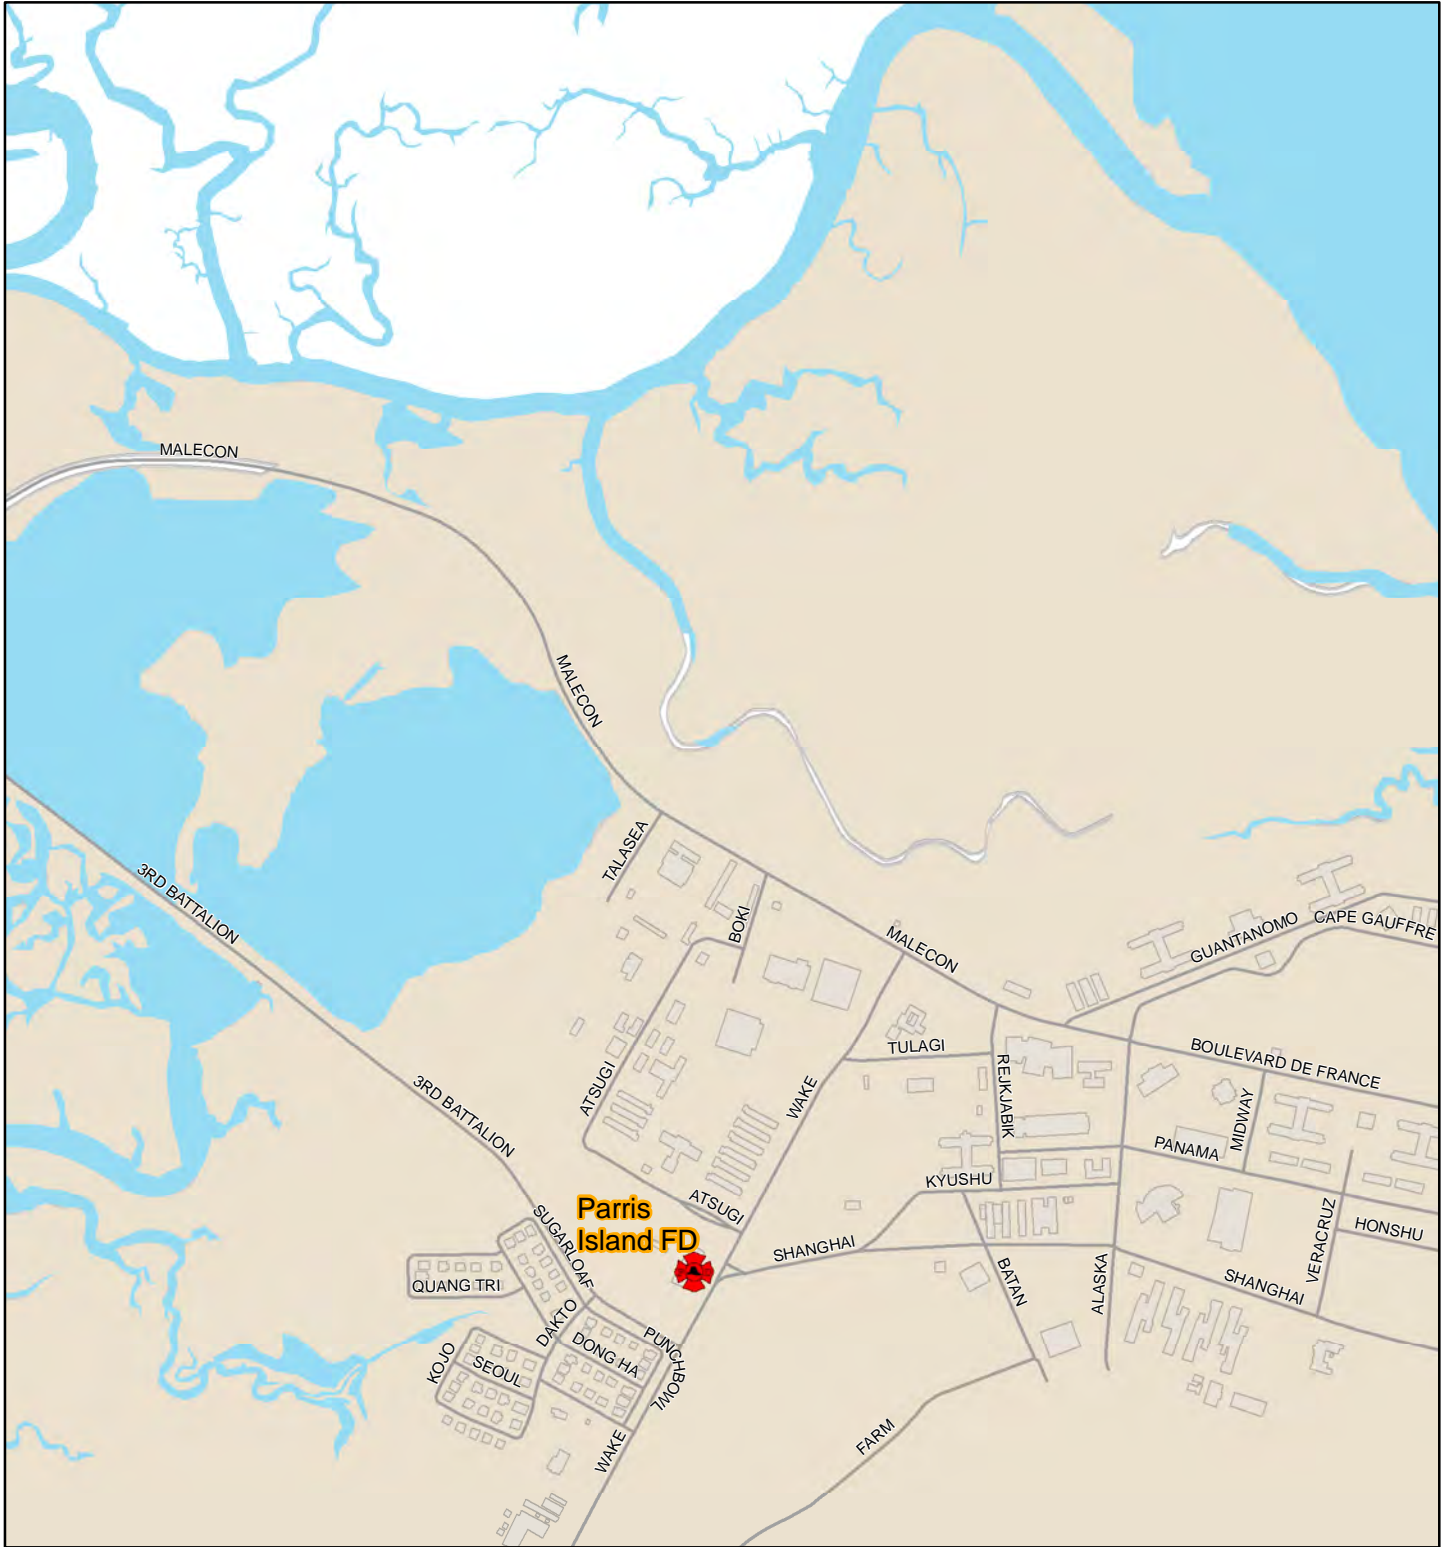 MALECON
MALECON
TALASEA
3RD BATTALION
BOKI
MALECON
GUANTANOMO
CAPE GAUFFRE
TULAGI
REJKJABIK
BOULEVARD DE FRANCE
ATSUGI
WAKE
3RD BATTALION
MIDWAY
PANAMA
KYUSHU
ATSUGI
Parris
Island FD
SUGARLOAF
SHANGHAI
VERACRUZ
HONSHU
QUANG TRI
BATAN
ALASKA
SHANGHAI
DAKTO
DONG HA
PUNCHBOWL
KOJO
SEOUL
WAKE
FARM